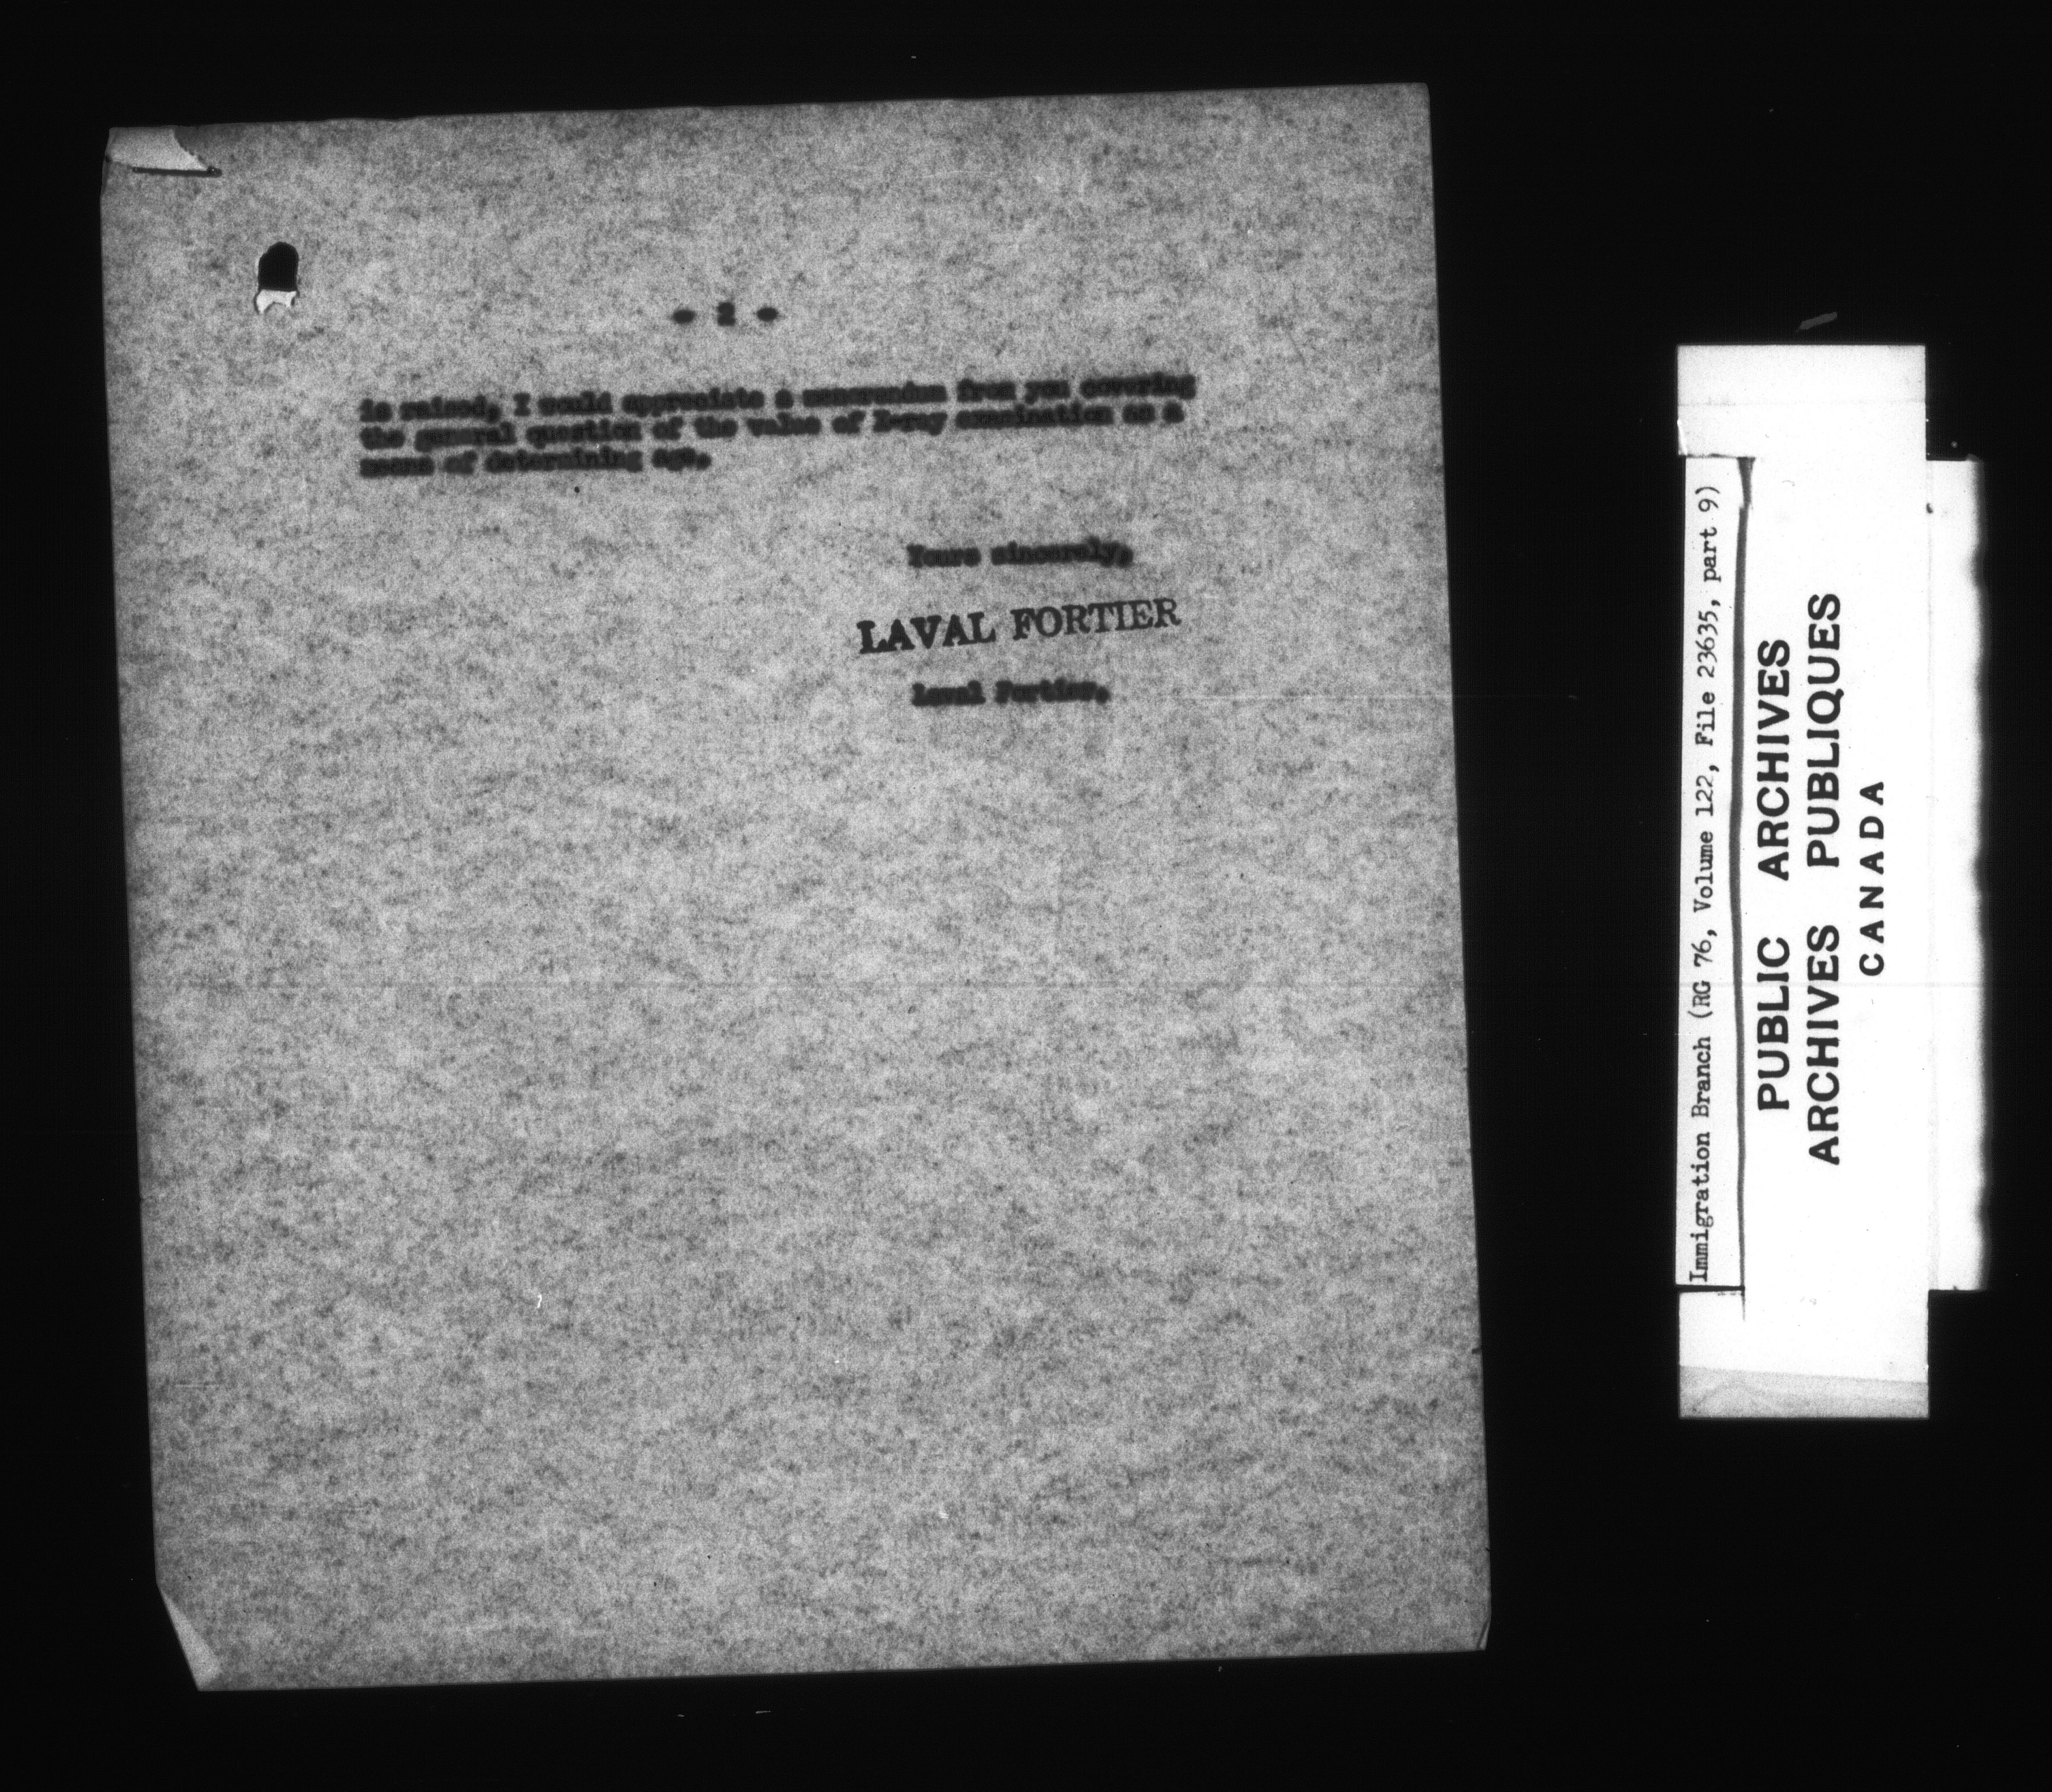 - 2 -
is raised, I would appreciate a memorandum from you covering
the general question of the value of X-ray examination as a
means of determining age.
Yours sincerely,
LAVAL FORTIER
Laval Fortier.
Immigration Branch (RG 76, Volume 122, File 23635, part 9)
PUBLIC ARCHIVES
ARCHIVES PUBLIQUES
CANADA